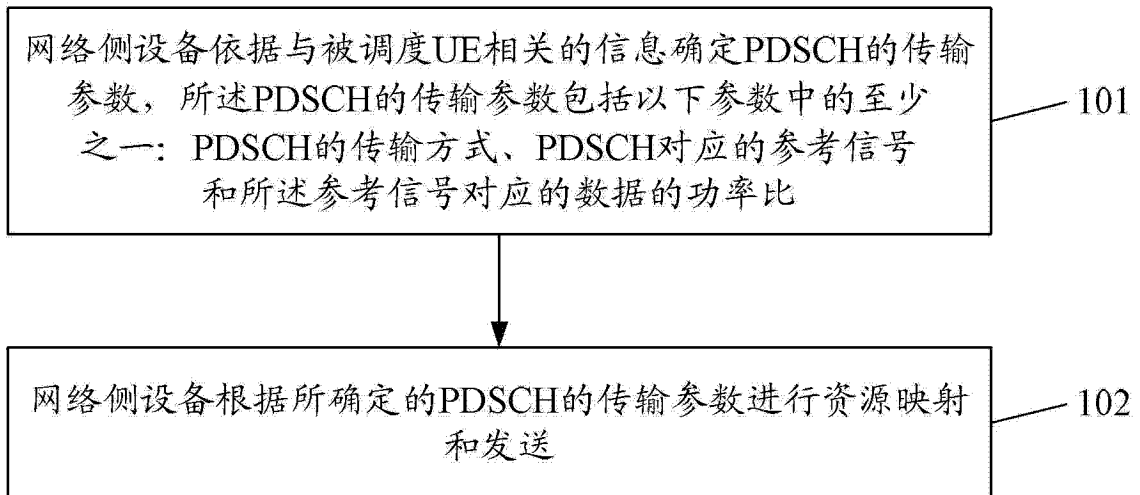 网络侧设备依据与被调度UE相关的信息确定PDSCH的传输
参数，所述PDSCH的传输参数包括以下参数中的至少
之一：PDSCH的传输方式、PDSCH对应的参考信号
和所述参考信号对应的数据的功率比
101
网络侧设备根据所确定的PDSCH的传输参数进行资源映射
和发送
102